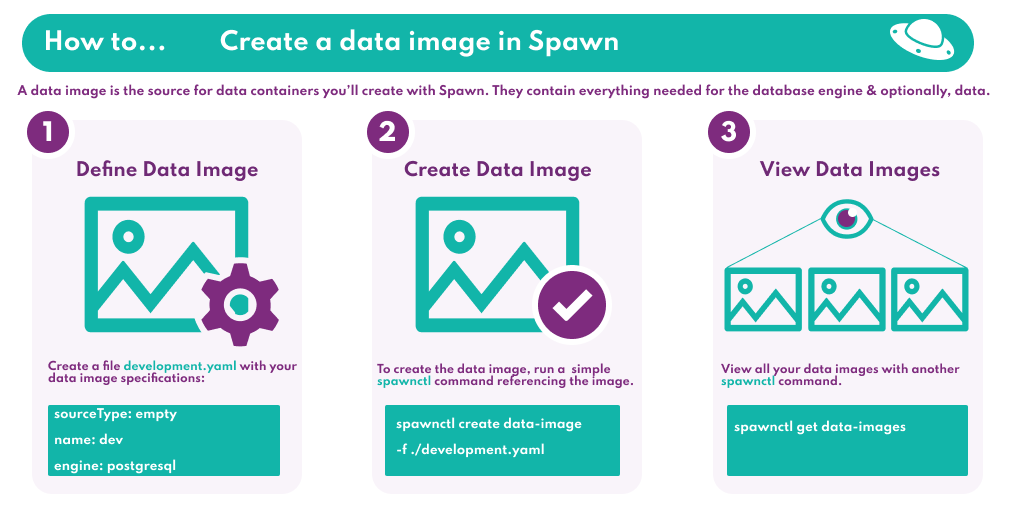 How to... Create a data image in Spawn
A data image is the source for data containers you'll create with Spawn. They contain everything needed for the database engine & optionally, data.
1
Define Data Image
Create a file development.yaml with your
data image specifications:
sourceType: empty
name: dev
engine: postgresql
2
Create Data Image
To create the data image, run a simple
spawnctl command referencing the image.
spawnctl create data-image
-f ./development.yaml
3
View Data Images
View all your data images with another
spawnctl command.
spawnctl get data-images